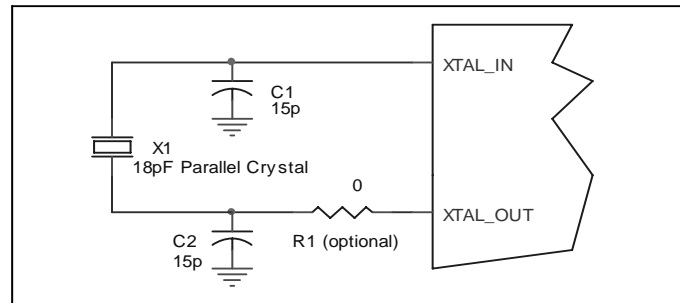 XTAL_IN
C1
15p
X1
18pF Parallel Crystal
0
XTAL_OUT
C2
15p
R1 (optional)